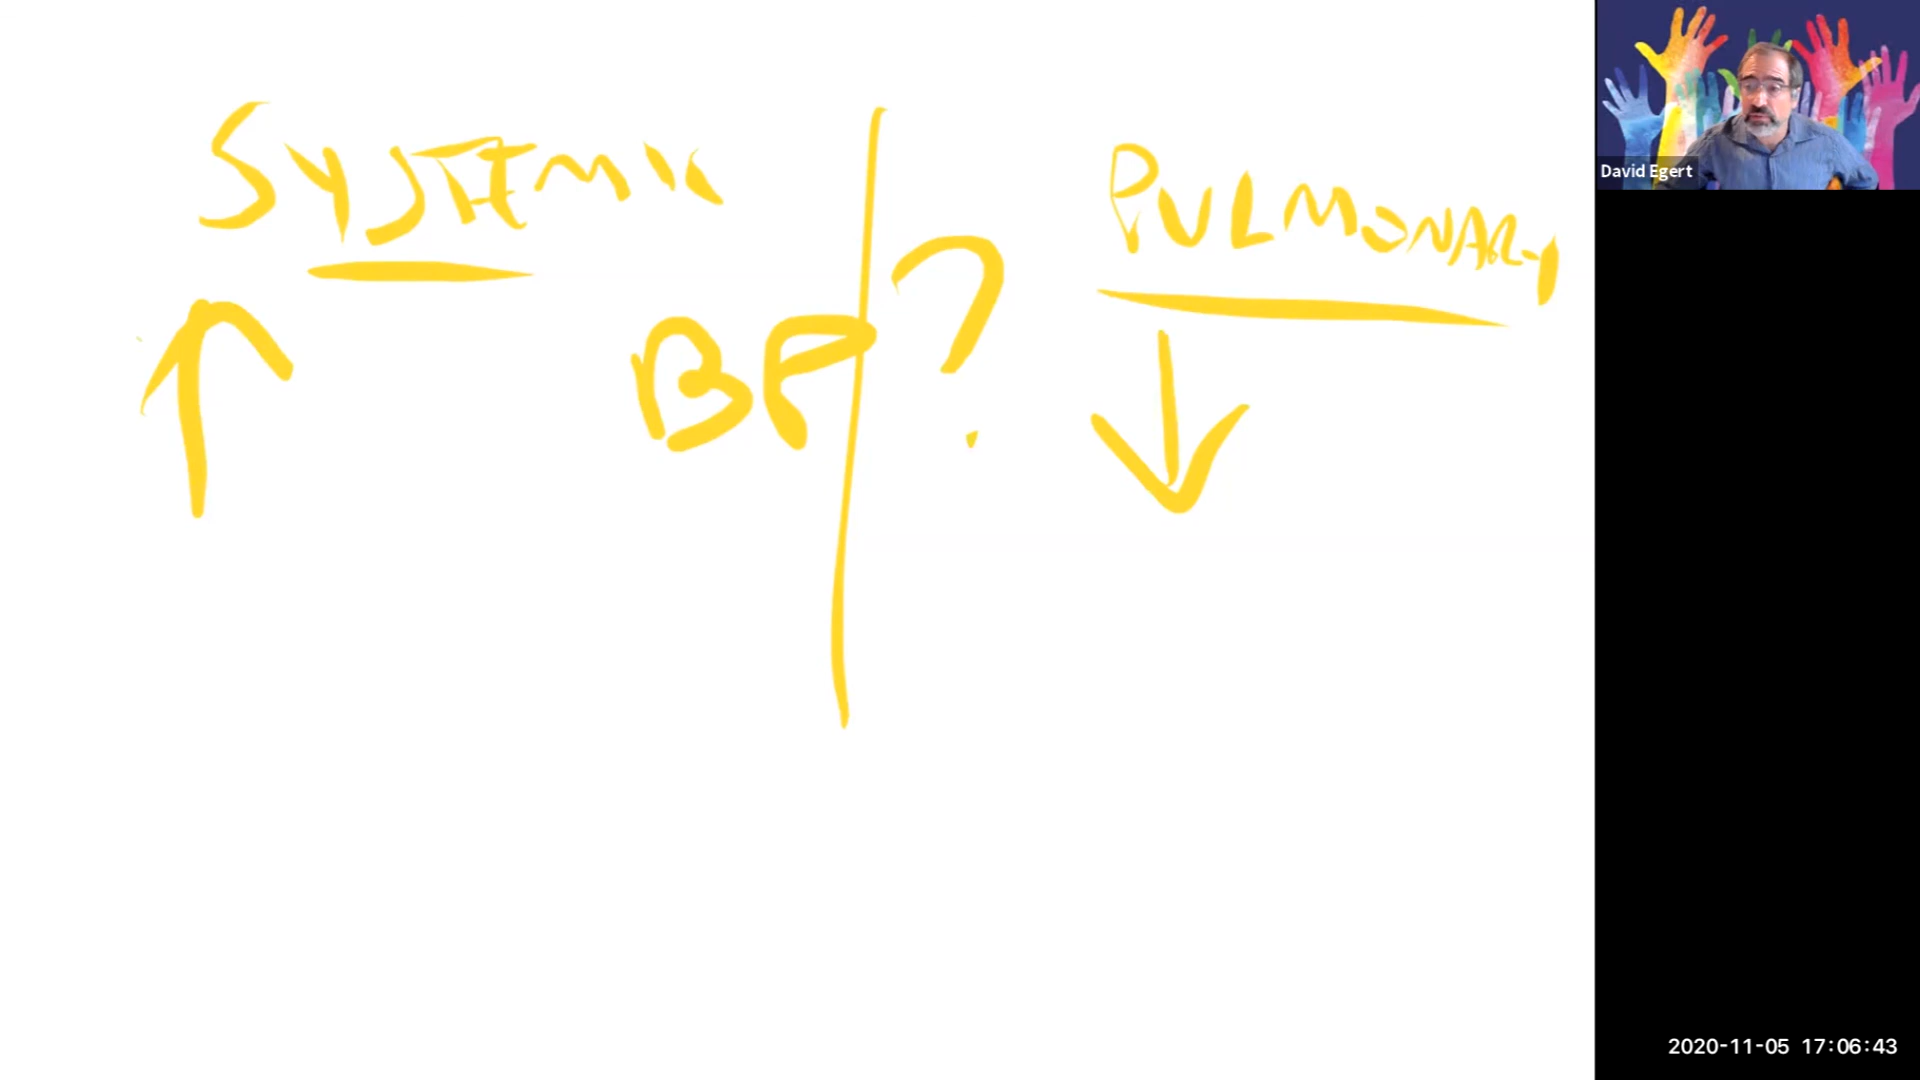 SYSTEMIC
PULMONARY
BP?
David Egert
2020-11-05 17:06:43